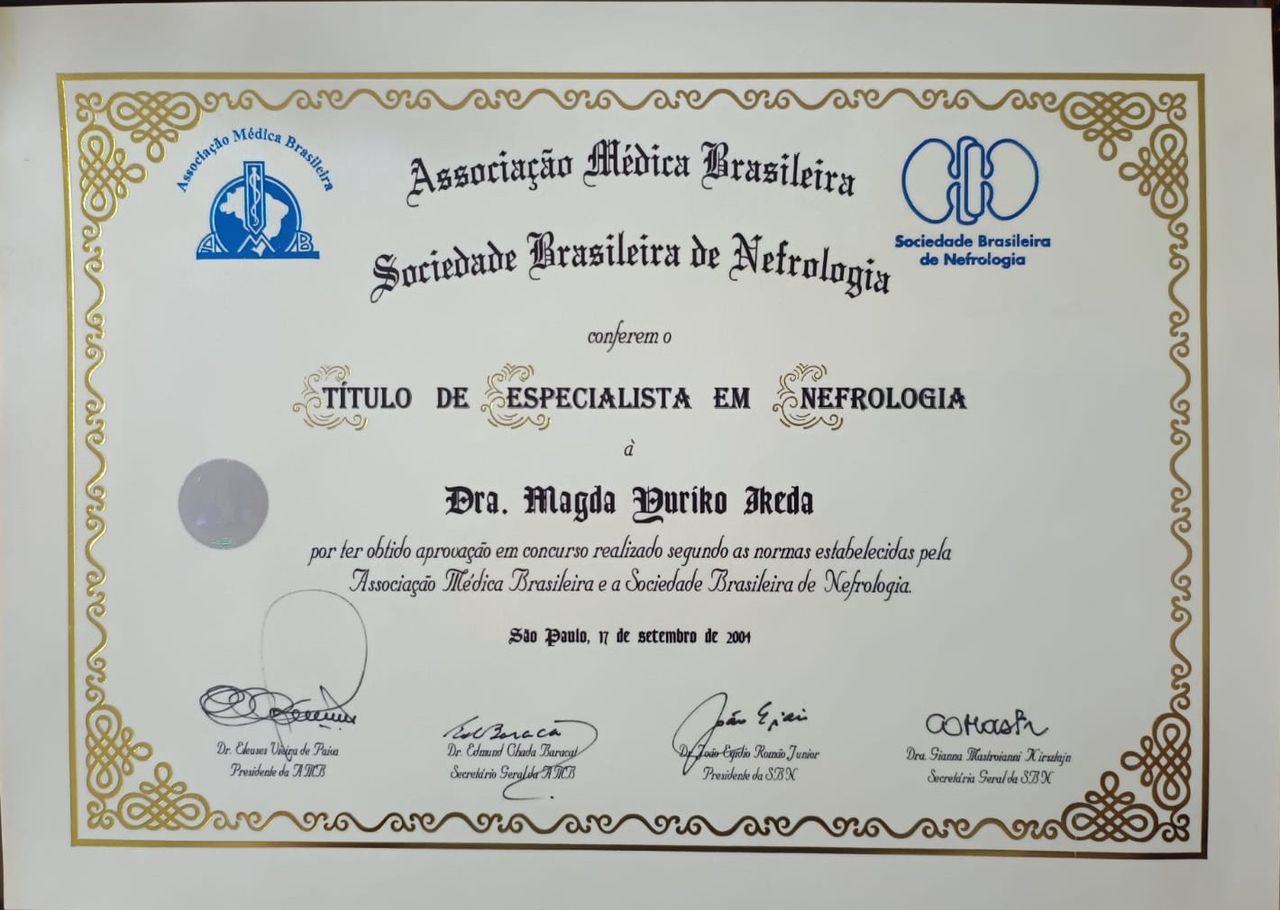 Associação Médica Brasileira
Associação Médica Brasileira
Sociedade Brasileira de Nefrologia
Sociedade Brasileira
de Nefrologia
conferem o
TÍTULO DE ESPECIALISTA EM NEFROLOGIA
à
Dra. Magda Yuriko Ikeda
por ter obtido aprovação em concurso realizado segundo as normas estabelecidas pela
Associação Médica Brasileira e a Sociedade Brasileira de Nefrologia.
São Paulo, 17 de setembro de 2001
Dr. Eleuses Vieira de Paiva
Presidente da AMB
Dr. Edmund Chada Baracat
Secretário Geral da AMB
Dr. João Egidio Romão Junior
Presidente da SBN
Dra. Gianna Mastroianni Kirsztajn
Secretária Geral da SBN